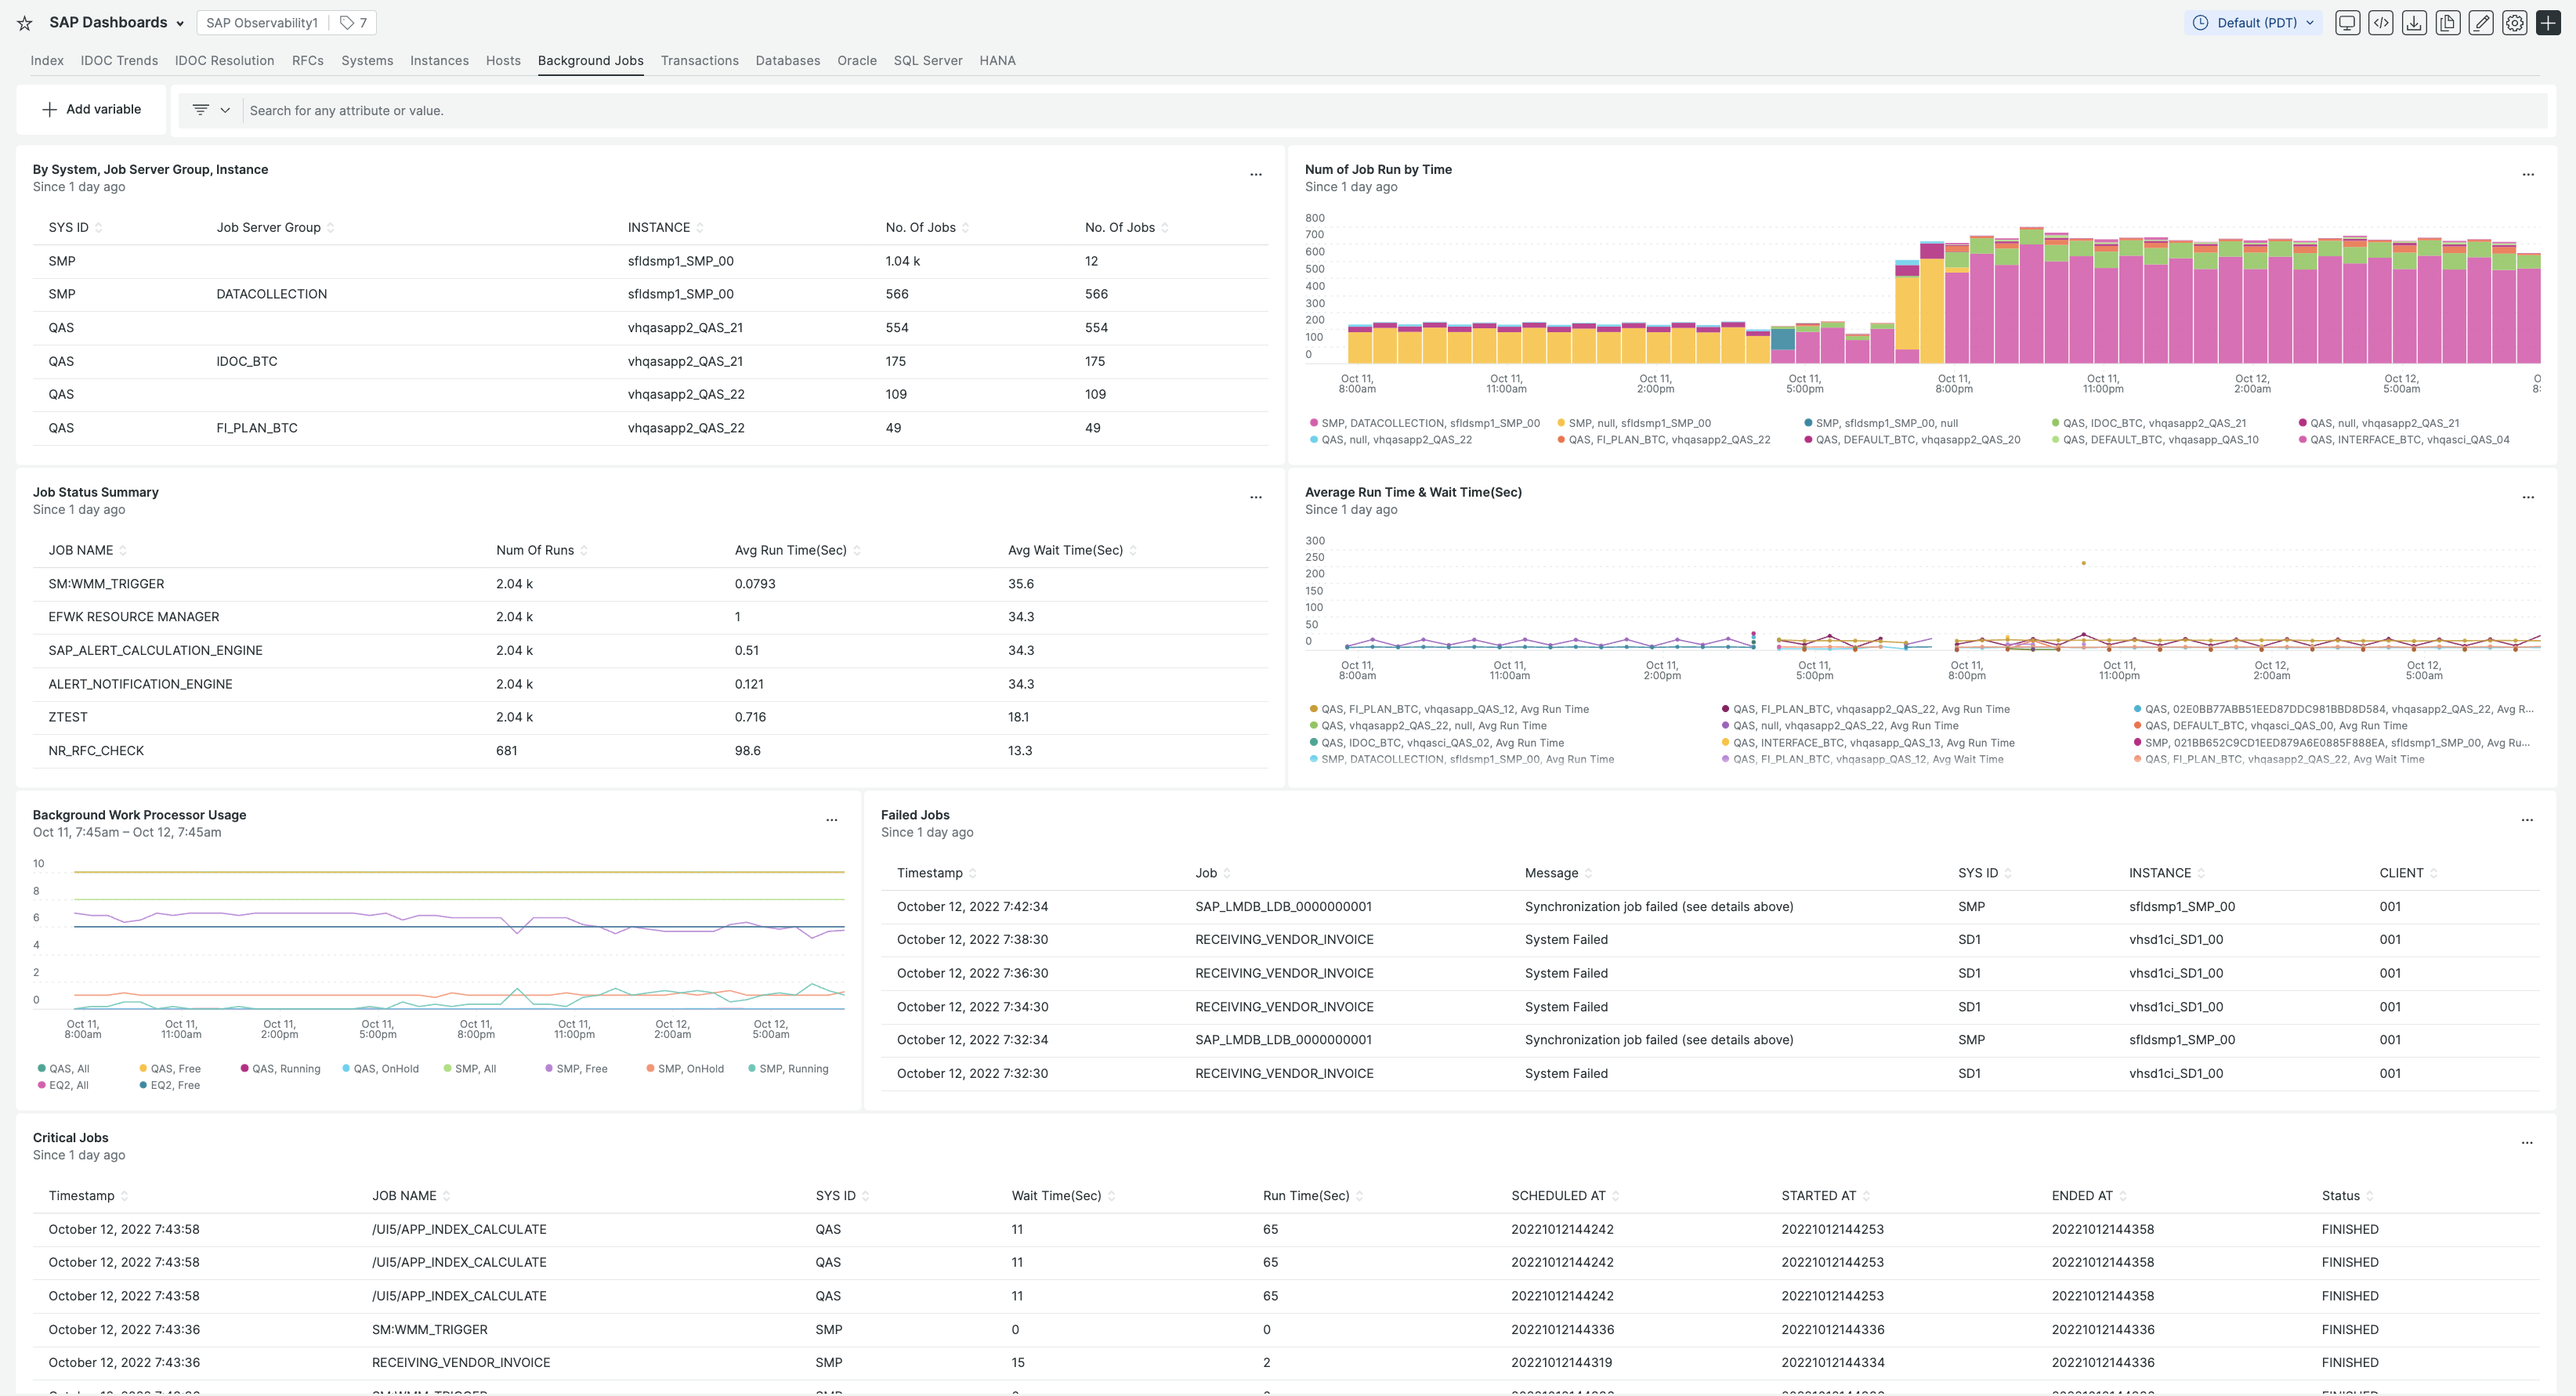 SAP Dashboards
SAP Observability1 7
Default (PDT)
Index IDOC Trends IDOC Resolution RFCs Systems Instances Hosts Background Jobs Transactions Databases Oracle SQL Server HANA
Add variable
Search for any attribute or value.
By System, Job Server Group, Instance
Since 1 day ago
SYS ID Job Server Group INSTANCE No. Of Jobs No. Of Jobs
SMP sfldsmp1_SMP_00 1.04 k 12
SMP DATACOLLECTION sfldsmp1_SMP_00 566 566
QAS vhqasapp2_QAS_21 554 554
QAS IDOC_BTC vhqasapp2_QAS_21 175 175
QAS vhqasapp2_QAS_22 109 109
QAS FI_PLAN_BTC vhqasapp2_QAS_22 49 49
Num of Job Run by Time
Since 1 day ago
800
700
600
500
400
300
200
100
0
Oct 11, Oct 11, Oct 11, Oct 11, Oct 11, Oct 11, Oct 12, Oct 12, O
8:00am 11:00am 2:00pm 5:00pm 8:00pm 11:00pm 2:00am 5:00am 8:
SMP, DATACOLLECTION, sfldsmp1_SMP_00 SMP, null, sfldsmp1_SMP_00 SMP, sfldsmp1_SMP_00, null QAS, IDOC_BTC, vhqasapp2_QAS_21 QAS, null, vhqasapp2_QAS_21
QAS, null, vhqasapp2_QAS_22 QAS, FI_PLAN_BTC, vhqasapp2_QAS_22 QAS, DEFAULT_BTC, vhqasapp2_QAS_20 QAS, DEFAULT_BTC, vhqasapp_QAS_10 QAS, INTERFACE_BTC, vhqasci_QAS_04
Job Status Summary
Since 1 day ago
JOB NAME Num Of Runs Avg Run Time(Sec) Avg Wait Time(Sec)
SM:WMM_TRIGGER 2.04 k 0.0793 35.6
EFWK RESOURCE MANAGER 2.04 k 1 34.3
SAP_ALERT_CALCULATION_ENGINE 2.04 k 0.51 34.3
ALERT_NOTIFICATION_ENGINE 2.04 k 0.121 34.3
ZTEST 2.04 k 0.716 18.1
NR_RFC_CHECK 681 98.6 13.3
Average Run Time & Wait Time(Sec)
Since 1 day ago
300
250
200
150
100
50
0
Oct 11, Oct 11, Oct 11, Oct 11, Oct 11, Oct 11, Oct 12, Oct 12,
8:00am 11:00am 2:00pm 5:00pm 8:00pm 11:00pm 2:00am 5:00am
QAS, FI_PLAN_BTC, vhqasapp_QAS_12, Avg Run Time QAS, FI_PLAN_BTC, vhqasapp2_QAS_22, Avg Run Time QAS, 02E0BB77ABB51EED87DDC981BBD8D584, vhqasapp2_QAS_22, Avg R...
QAS, vhqasapp2_QAS_22, null, Avg Run Time QAS, null, vhqasapp2_QAS_22, Avg Run Time QAS, DEFAULT_BTC, vhqasci_QAS_00, Avg Run Time
QAS, IDOC_BTC, vhqasci_QAS_02, Avg Run Time QAS, INTERFACE_BTC, vhqasapp_QAS_13, Avg Run Time SMP, 021BB652C9CD1EED879A6E0885F888EA, sfldsmp1_SMP_00, Avg Ru...
SMP, DATACOLLECTION, sfldsmp1_SMP_00, Avg Run Time QAS, FI_PLAN_BTC, vhqasapp_QAS_12, Avg Wait Time QAS, FI_PLAN_BTC, vhqasapp2_QAS_22, Avg Wait Time
Background Work Processor Usage
Oct 11, 7:45am – Oct 12, 7:45am
10
8
6
4
2
0
Oct 11, Oct 11, Oct 11, Oct 11, Oct 11, Oct 11, Oct 12, Oct 12,
8:00am 11:00am 2:00pm 5:00pm 8:00pm 11:00pm 2:00am 5:00am
QAS, All QAS, Free QAS, Running QAS, OnHold SMP, All SMP, Free SMP, OnHold SMP, Running
EQ2, All EQ2, Free
Failed Jobs
Since 1 day ago
Timestamp Job Message SYS ID INSTANCE CLIENT
October 12, 2022 7:42:34 SAP_LMDB_LDB_0000000001 Synchronization job failed (see details above) SMP sfldsmp1_SMP_00 001
October 12, 2022 7:38:30 RECEIVING_VENDOR_INVOICE System Failed SD1 vhsd1ci_SD1_00 001
October 12, 2022 7:36:30 RECEIVING_VENDOR_INVOICE System Failed SD1 vhsd1ci_SD1_00 001
October 12, 2022 7:34:30 RECEIVING_VENDOR_INVOICE System Failed SD1 vhsd1ci_SD1_00 001
October 12, 2022 7:32:34 SAP_LMDB_LDB_0000000001 Synchronization job failed (see details above) SMP sfldsmp1_SMP_00 001
October 12, 2022 7:32:30 RECEIVING_VENDOR_INVOICE System Failed SD1 vhsd1ci_SD1_00 001
Critical Jobs
Since 1 day ago
Timestamp JOB NAME SYS ID Wait Time(Sec) Run Time(Sec) SCHEDULED AT STARTED AT ENDED AT Status
October 12, 2022 7:43:58 /UI5/APP_INDEX_CALCULATE QAS 11 65 20221012144242 20221012144253 20221012144358 FINISHED
October 12, 2022 7:43:58 /UI5/APP_INDEX_CALCULATE QAS 11 65 20221012144242 20221012144253 20221012144358 FINISHED
October 12, 2022 7:43:58 /UI5/APP_INDEX_CALCULATE QAS 11 65 20221012144242 20221012144253 20221012144358 FINISHED
October 12, 2022 7:43:36 SM:WMM_TRIGGER SMP 0 0 20221012144336 20221012144336 20221012144336 FINISHED
October 12, 2022 7:43:36 RECEIVING_VENDOR_INVOICE SMP 15 2 20221012144319 20221012144334 20221012144336 FINISHED